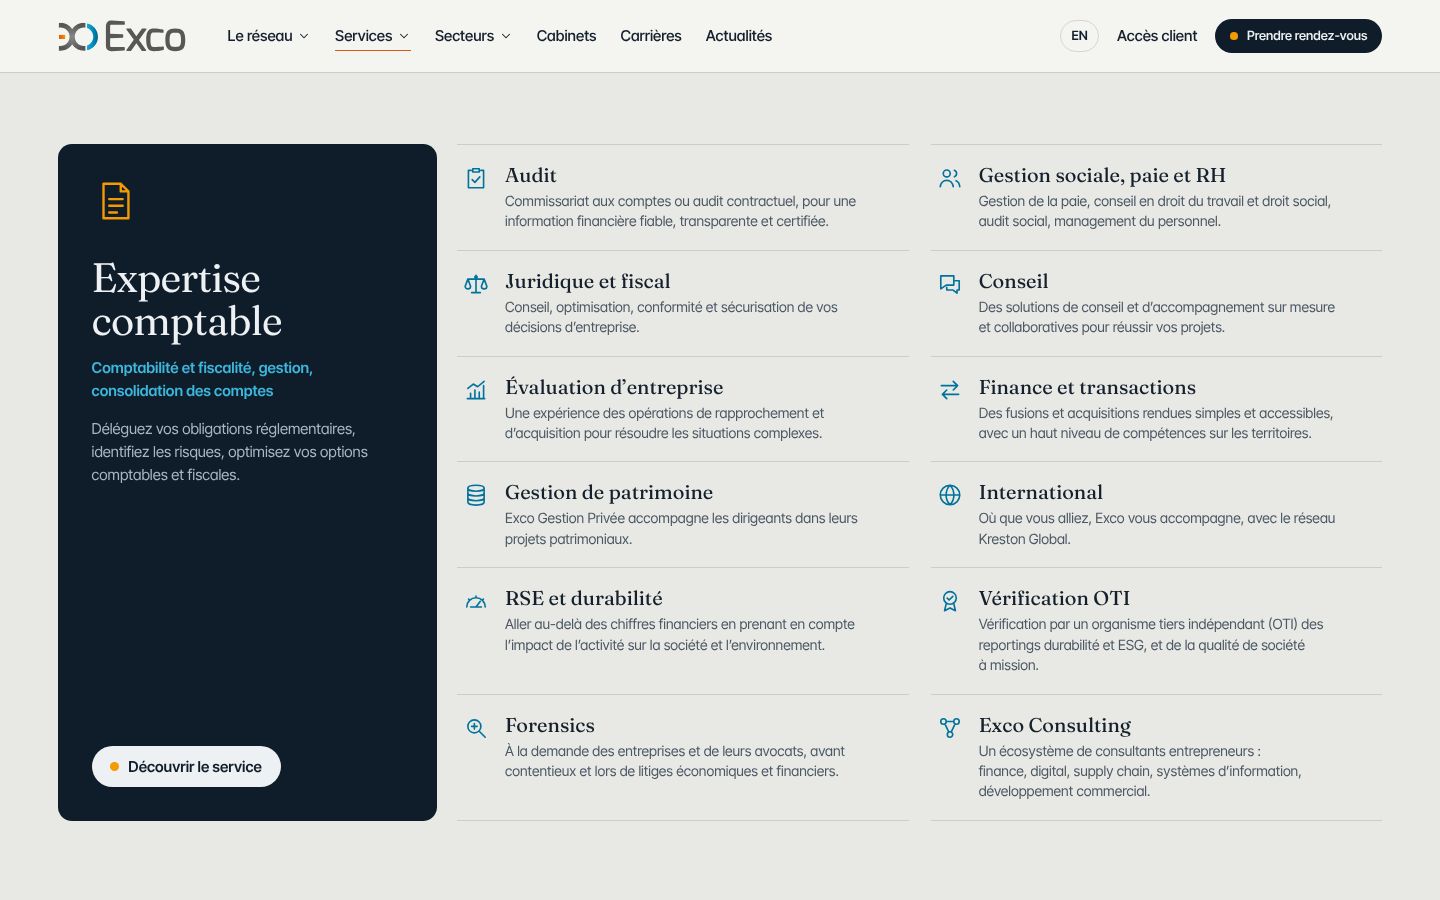 Exco
Le réseau
Services
Secteurs
Cabinets
Carrières
Actualités
EN
Accès client
Prendre rendez-vous
Expertise
comptable
Comptabilité et fiscalité, gestion,
consolidation des comptes
Déléguez vos obligations réglementaires,
identifiez les risques, optimisez vos options
comptables et fiscales.
Découvrir le service
Audit
Commissariat aux comptes ou audit contractuel, pour une
information financière fiable, transparente et certifiée.
Gestion sociale, paie et RH
Gestion de la paie, conseil en droit du travail et droit social,
audit social, management du personnel.
Juridique et fiscal
Conseil, optimisation, conformité et sécurisation de vos
décisions d’entreprise.
Conseil
Des solutions de conseil et d’accompagnement sur mesure
et collaboratives pour réussir vos projets.
Évaluation d’entreprise
Une expérience des opérations de rapprochement et
d’acquisition pour résoudre les situations complexes.
Finance et transactions
Des fusions et acquisitions rendues simples et accessibles,
avec un haut niveau de compétences sur les territoires.
Gestion de patrimoine
Exco Gestion Privée accompagne les dirigeants dans leurs
projets patrimoniaux.
International
Où que vous alliez, Exco vous accompagne, avec le réseau
Kreston Global.
RSE et durabilité
Aller au-delà des chiffres financiers en prenant en compte
l’impact de l’activité sur la société et l’environnement.
Vérification OTI
Vérification par un organisme tiers indépendant (OTI) des
reportings durabilité et ESG, et de la qualité de société
à mission.
Forensics
À la demande des entreprises et de leurs avocats, avant
contentieux et lors de litiges économiques et financiers.
Exco Consulting
Un écosystème de consultants entrepreneurs :
finance, digital, supply chain, systèmes d’information,
développement commercial.